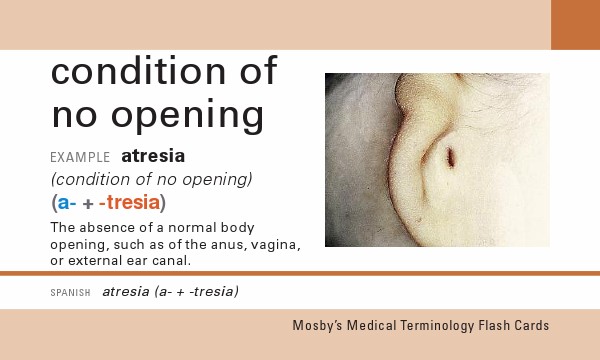 condition of
no opening
EXAMPLE atresia
(condition of no opening)
(a- + -tresia)
The absence of a normal body
opening, such as of the anus, vagina,
or external ear canal.
SPANISH atresia (a- + -tresia)
Mosby's Medical Terminology Flash Cards